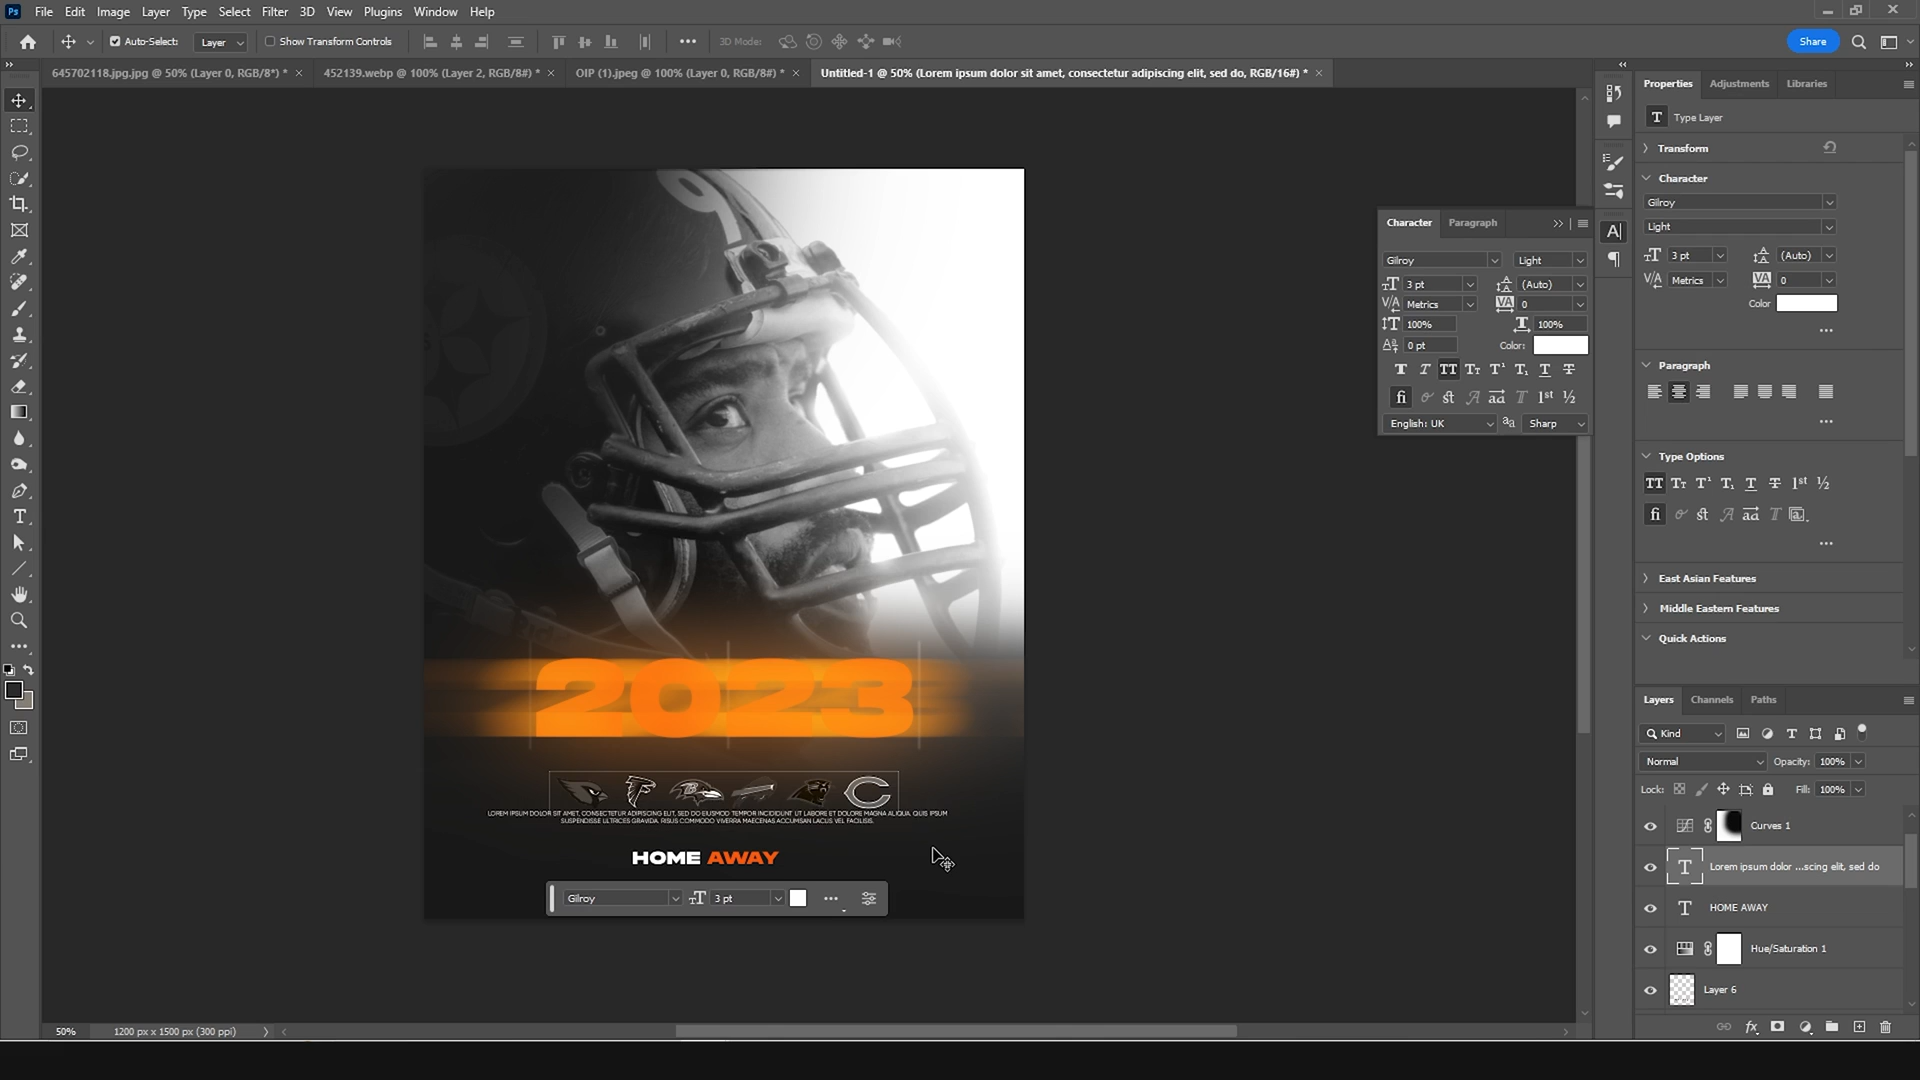 Ps File Edit Image Layer Type Select Filter 3D View Plugins Window Help
Auto-Select: Layer Show Transform Controls 3D Mode: Share
645702118.jpg.jpg @ 50% (Layer 0, RGB/8*) * 452139.webp @ 100% (Layer 2, RGB/8#) * OIP (1).jpeg @ 100% (Layer 0, RGB/8#) * Untitled-1 @ 50% (Lorem ipsum dolor sit amet, consectetur adipiscing elit, sed do, RGB/16#) *
Properties Adjustments Libraries
Type Layer
Transform
Character
Gilroy
Light
3 pt (Auto)
Metrics 0
Color
Paragraph
Type Options
East Asian Features
Middle Eastern Features
Quick Actions
Character Paragraph
Gilroy Light
3 pt (Auto)
Metrics 0
100% 100%
0 pt Color:
English: UK Sharp
2023
LOREM IPSUM DOLOR SIT AMET, CONSECTETUR ADIPISCING ELIT, SED DO EIUSMOD TEMPOR INCIDIDUNT UT LABORE ET DOLORE MAGNA ALIQUA. QUIS IPSUM
SUSPENDISSE ULTRICES GRAVIDA. RISUS COMMODO VIVERRA MAECENAS ACCUMSAN LACUS VEL FACILISIS.
HOME AWAY
Gilroy 3 pt
Layers Channels Paths
Kind
Normal Opacity: 100%
Lock: Fill: 100%
Curves 1
Lorem ipsum dolor ...scing elit, sed do
HOME AWAY
Hue/Saturation 1
Layer 6
50% 1200 px x 1500 px (300 ppi)